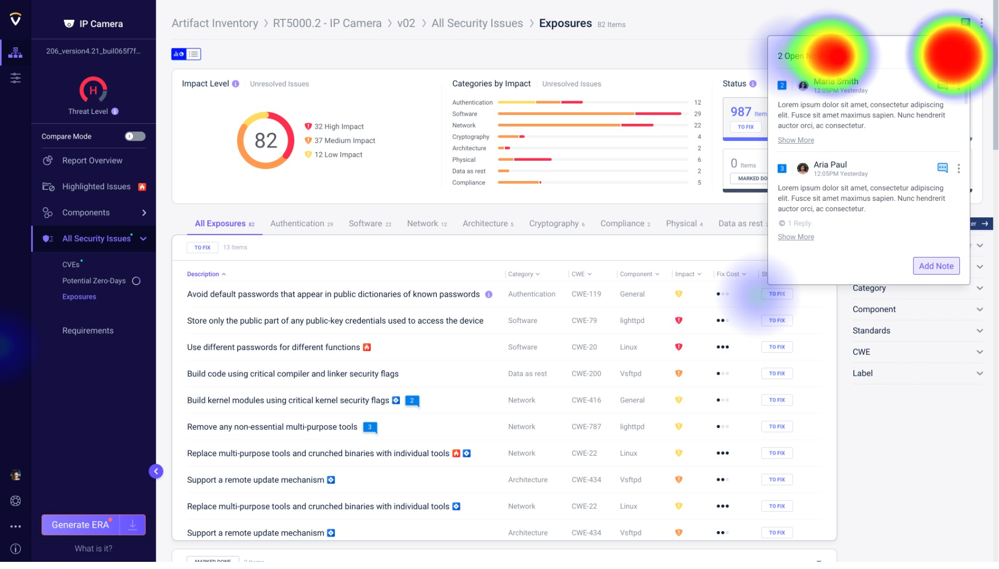 IP Camera
206_version4.21_buil065f7f...
H
Threat Level
Compare Mode
Report Overview
Highlighted Issues
Components
All Security Issues
CVEs
Potential Zero-Days
Exposures
Requirements
Generate ERA
What is it?
Artifact Inventory RT5000.2 - IP Camera v02 All Security Issues Exposures 82 Items
Impact Level Unresolved Issues
82
32 High Impact
37 Medium Impact
12 Low Impact
Categories by Impact Unresolved Issues
Authentication 12
Software 29
Network 22
Cryptography 4
Architecture 2
Physical 6
Data as rest 2
Compliance 5
Status
987 Item
TO FIX
0 Items
MARKED DO
2 Open
2 Maria Smith
12:05PM Yesterday
Lorem ipsum dolor sit amet, consectetur adipiscing
elit. Fusce sit amet maximus sapien. Nunc hendrerit
auctor orci, ac consectetur.
Show More
3 Aria Paul
12:05PM Yesterday
Lorem ipsum dolor sit amet, consectetur adipiscing
elit. Fusce sit amet maximus sapien. Nunc hendrerit
auctor orci, ac consectetur.
1 Reply
Show More
Add Note
All Exposures 82 Authentication 29 Software 22 Network 12 Architecture 5 Cryptography 6 Compliance 2 Physical 4 Data as rest
TO FIX 13 Items
Description Category CWE Component Impact Fix Cost St
Avoid default passwords that appear in public dictionaries of known passwords Authentication CWE-119 General TO FIX
Store only the public part of any public-key credentials used to access the device Software CWE-79 lighttpd TO FIX
Use different passwords for different functions Software CWE-20 Linux TO FIX
Build code using critical compiler and linker security flags Data as rest CWE-200 Vsftpd TO FIX
Build kernel modules using critical kernel security flags 2 Network CWE-416 General TO FIX
Remove any non-essential multi-purpose tools 3 Network CWE-787 lighttpd TO FIX
Replace multi-purpose tools and crunched binaries with individual tools Network CWE-22 Linux TO FIX
Support a remote update mechanism Architecture CWE-434 Vsftpd TO FIX
Replace multi-purpose tools and crunched binaries with individual tools Network CWE-22 Linux TO FIX
Support a remote update mechanism Architecture CWE-434 Vsftpd TO FIX
MARKED DONE 2 Items
ter
Category
Component
Standards
CWE
Label